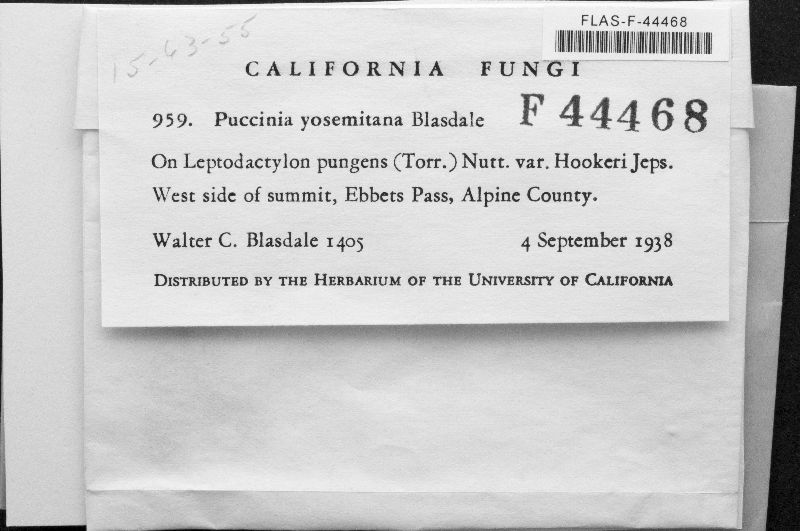 15-63-55
FLAS-F-44468
CALIFORNIA FUNGI
959. Puccinia yosemitana Blasdale F 44468
On Leptodactylon pungens (Torr.) Nutt. var. Hookeri Jeps.
West side of summit, Ebbets Pass, Alpine County.
Walter C. Blasdale 1405 4 September 1938
DISTRIBUTED BY THE HERBARIUM OF THE UNIVERSITY OF CALIFORNIA